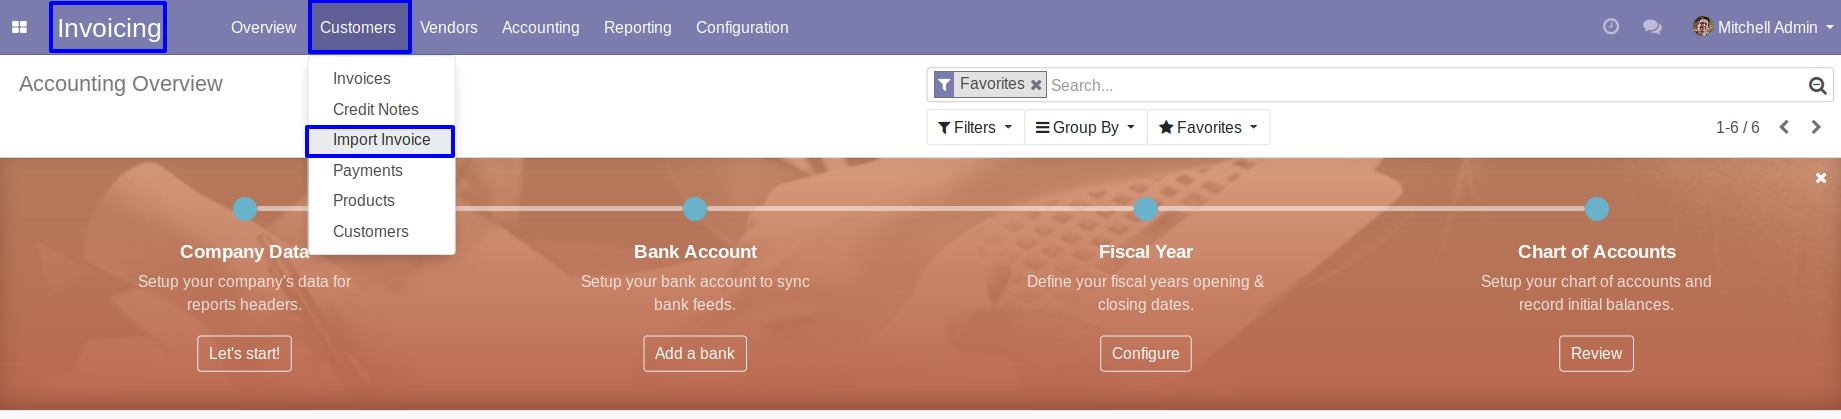 Invoicing Overview Customers Vendors Accounting Reporting Configuration Mitchell Admin
Accounting Overview
Favorites Search...
Filters Group By Favorites 1-6 / 6
Invoices
Credit Notes
Import Invoice
Payments
Products
Customers
Company Data
Setup your company's data for
reports headers.
Let's start!
Bank Account
Setup your bank account to sync
bank feeds.
Add a bank
Fiscal Year
Define your fiscal years opening &
closing dates.
Configure
Chart of Accounts
Setup your chart of accounts and
record initial balances.
Review